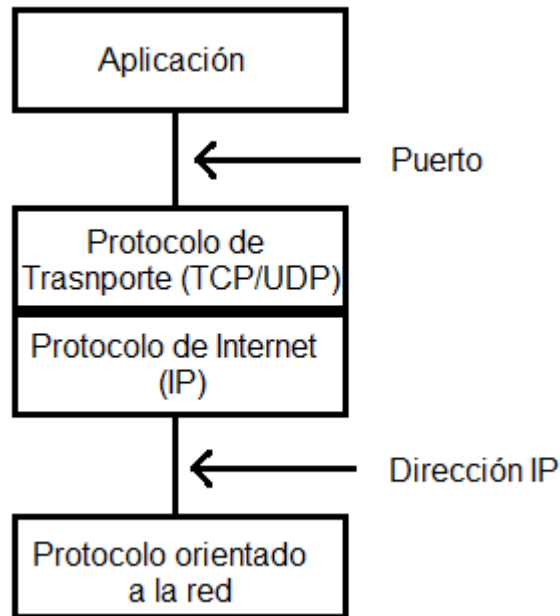 Aplicación
Puerto
Protocolo de
Trasnporte (TCP/UDP)
Protocolo de Internet
(IP)
Dirección IP
Protocolo orientado
a la red